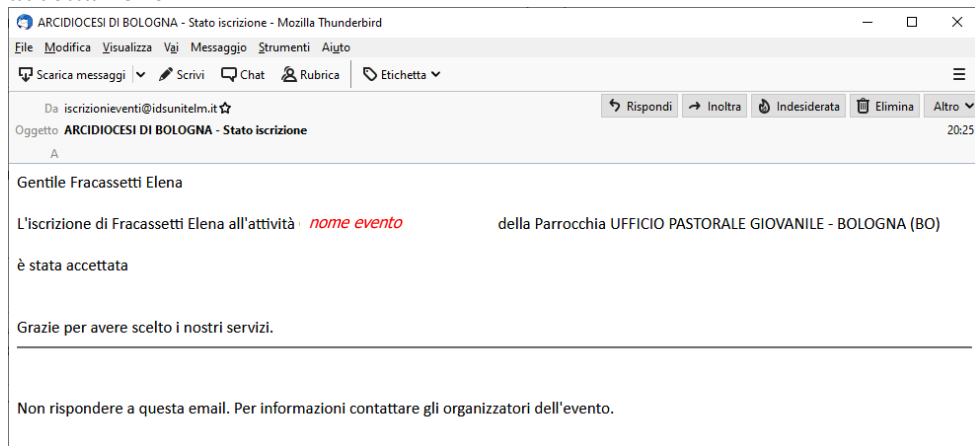 ARCIDIOCESI DI BOLOGNA - Stato iscrizione - Mozilla Thunderbird
File Modifica Visualizza Vai Messaggio Strumenti Aiuto
Scarica messaggi Scrivi Chat Rubrica Etichetta
Da iscrizionieventi@idsunitelm.it Rispondi Inoltra Indesiderata Elimina Altro
Oggetto ARCIDIOCESI DI BOLOGNA - Stato iscrizione 20:25
A
Gentile Fracassetti Elena
L'iscrizione di Fracassetti Elena all'attività nome evento della Parrocchia UFFICIO PASTORALE GIOVANILE - BOLOGNA (BO)
è stata accettata
Grazie per avere scelto i nostri servizi.
Non rispondere a questa email. Per informazioni contattare gli organizzatori dell'evento.